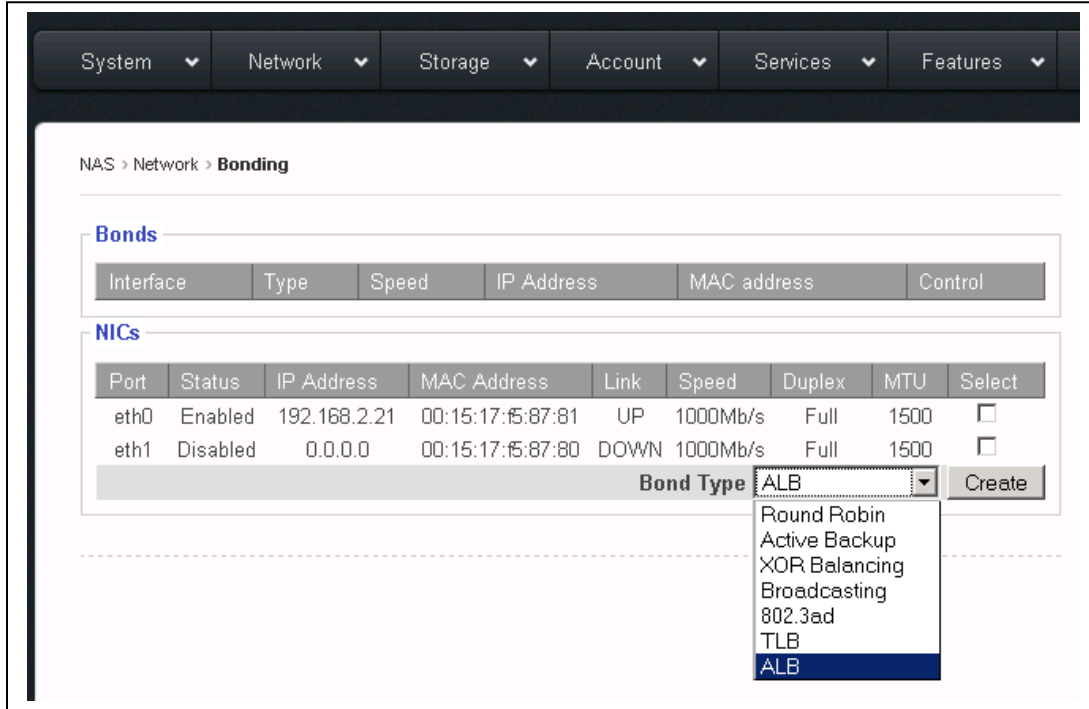 System Network Storage Account Services Features
NAS > Network > Bonding
Bonds
Interface Type Speed IP Address MAC address Control
NICs
Port Status IP Address MAC Address Link Speed Duplex MTU Select
eth0 Enabled 192.168.2.21 00:15:17:f5:87:81 UP 1000Mb/s Full 1500
eth1 Disabled 0.0.0.0 00:15:17:f5:87:80 DOWN 1000Mb/s Full 1500
Bond Type ALB Create
Round Robin
Active Backup
XOR Balancing
Broadcasting
802.3ad
TLB
ALB